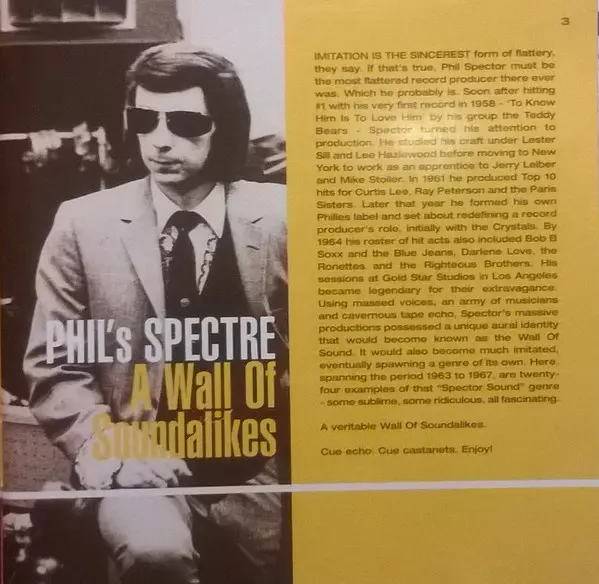 3
IMITATION IS THE SINCEREST form of flattery,
they say. If that's true, Phil Spector must be
the most flattered record producer there ever
was. Which he probably is. Soon after hitting
#1 with his very first record in 1958 - 'To Know
Him Is To Love Him' by his group the Teddy
Bears - Spector turned his attention to
production. He studied his craft under Lester
Sill and Lee Hazlewood before moving to New
York to work as an apprentice to Jerry Leiber
and Mike Stoller. In 1961 he produced Top 10
hits for Curtis Lee, Ray Peterson and the Paris
Sisters. Later that year he formed his own
Philles label and set about redefining a record
producer's role, initially with the Crystals. By
1964 his roster of hit acts also included Bob B
Soxx and the Blue Jeans, Darlene Love, the
Ronettes and the Righteous Brothers. His
sessions at Gold Star Studios in Los Angeles
became legendary for their extravagance.
Using massed voices, an army of musicians
and cavernous tape echo, Spector's massive
productions possessed a unique aural identity
that would become known as the Wall Of
Sound. It would also become much imitated,
eventually spawning a genre of its own. Here,
spanning the period 1963 to 1967, are twenty-
four examples of that "Spector Sound" genre
- some sublime, some ridiculous, all fascinating.
A veritable Wall Of Soundalikes.
Cue echo. Cue castanets. Enjoy!
PHIL's SPECTRE
A Wall Of
Soundalikes